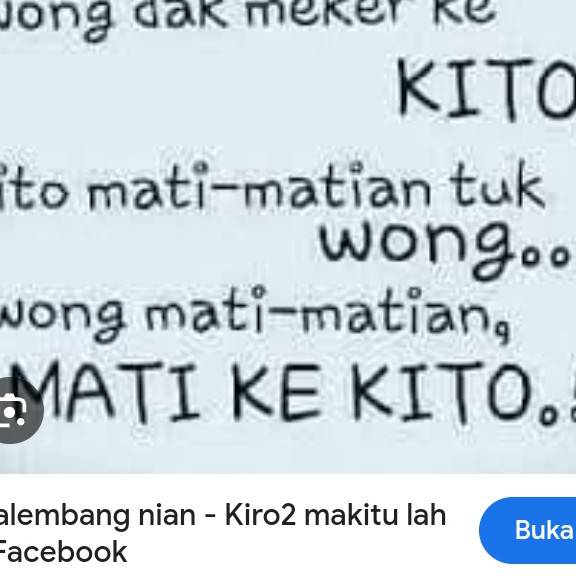 wong dak meker ke
KITO
ito mati-matian tuk
wong..
wong mati-matian,
MATI KE KITO..
alembang nian - Kiro2 makitu lah
Facebook
Buka